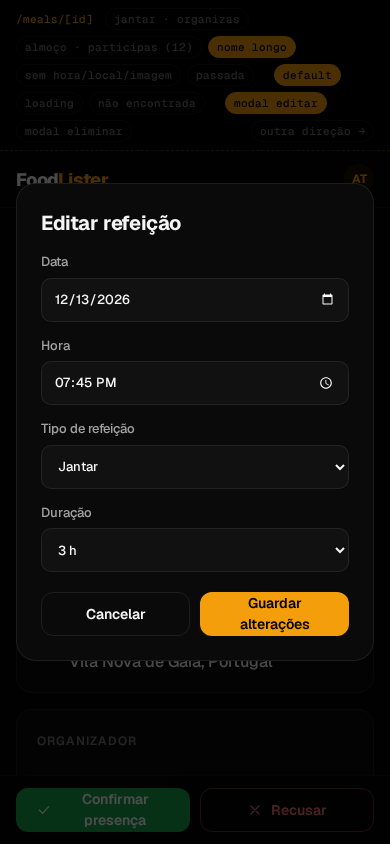 /meals/[id] jantar · organizas
almoço · participas (12) nome longo
sem hora/local/imagem passada default
loading não encontrada modal editar
modal eliminar outra direção →
FoodLister AT
Editar refeição
Data
12/13/2026
Hora
07:45 PM
Tipo de refeição
Jantar
Duração
3 h
Cancelar
Guardar
alterações
Vila Nova de Gaia, Portugal
ORGANIZADOR
Confirmar
presença
Recusar